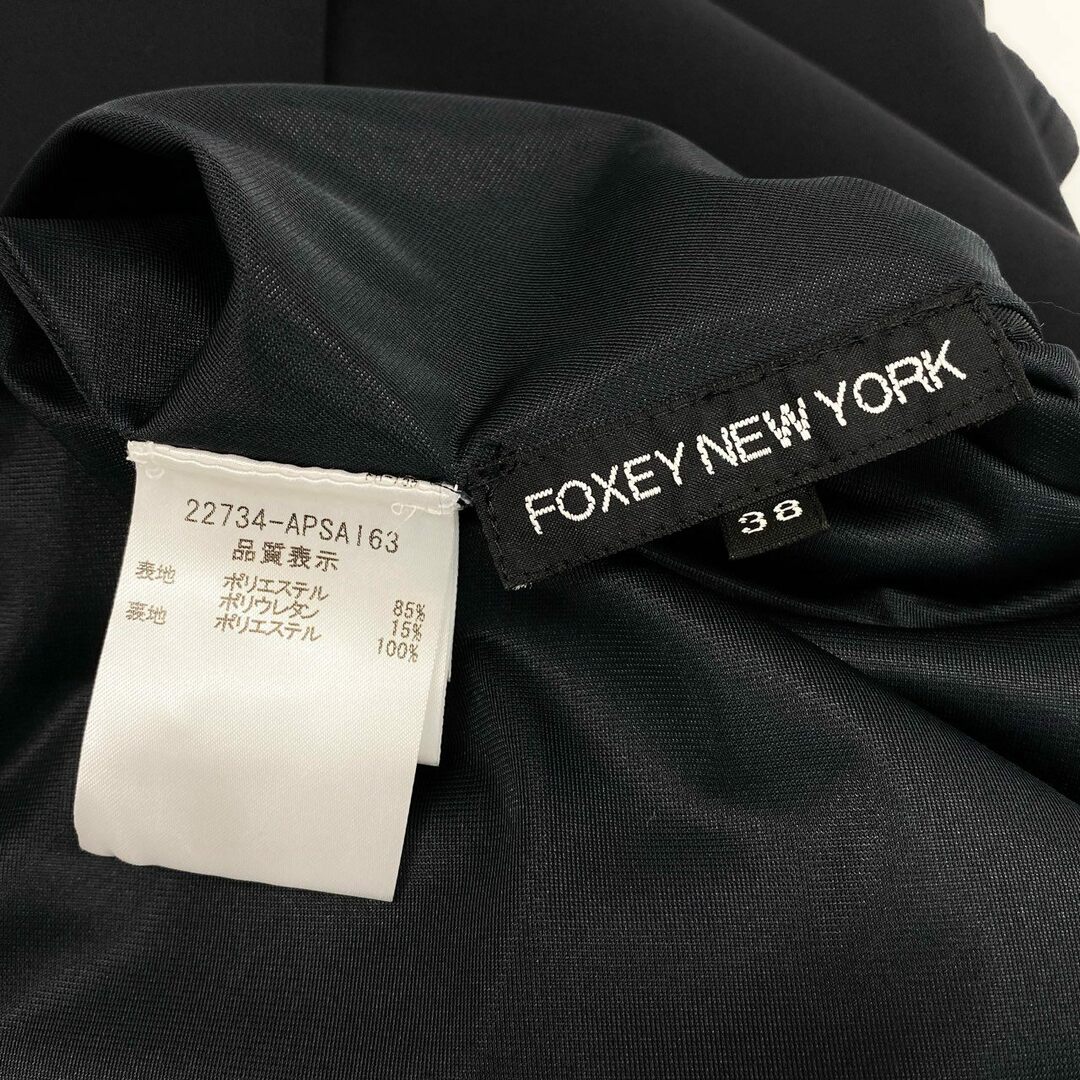 22734-APSAI63
品質表示
表地 ポリエステル 85%
ポリウレタン 15%
裏地 ポリエステル 100%
FOXEY NEW YORK
38